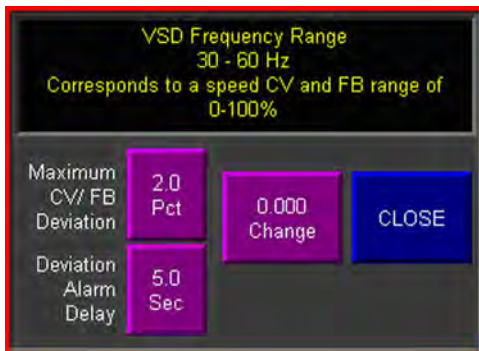 VSD Frequency Range
30 - 60 Hz
Corresponds to a speed CV and FB range of
0-100%
Maximum
CV/ FB
Deviation
2.0
Pct
0.000
Change
CLOSE
Deviation
Alarm
Delay
5.0
Sec